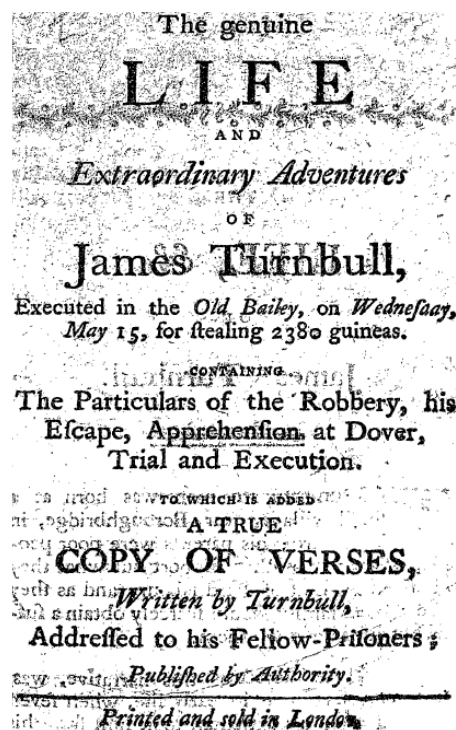 The genuine
LIFE
AND
Extraordinary Adventures
OF
James Turnbull,
Executed in the Old Bailey, on Wedneſday,
May 15, for ſtealing 2380 guineas.
CONTAINING
The Particulars of the Robbery, his
Eſcape, Apprehenſion at Dover,
Trial and Execution.
TO WHICH IS ADDED
A TRUE
COPY OF VERSES,
Written by Turnbull,
Addreſſed to his Fellow-Priſoners;
Publiſhed by Authority.
Printed and ſold in London.